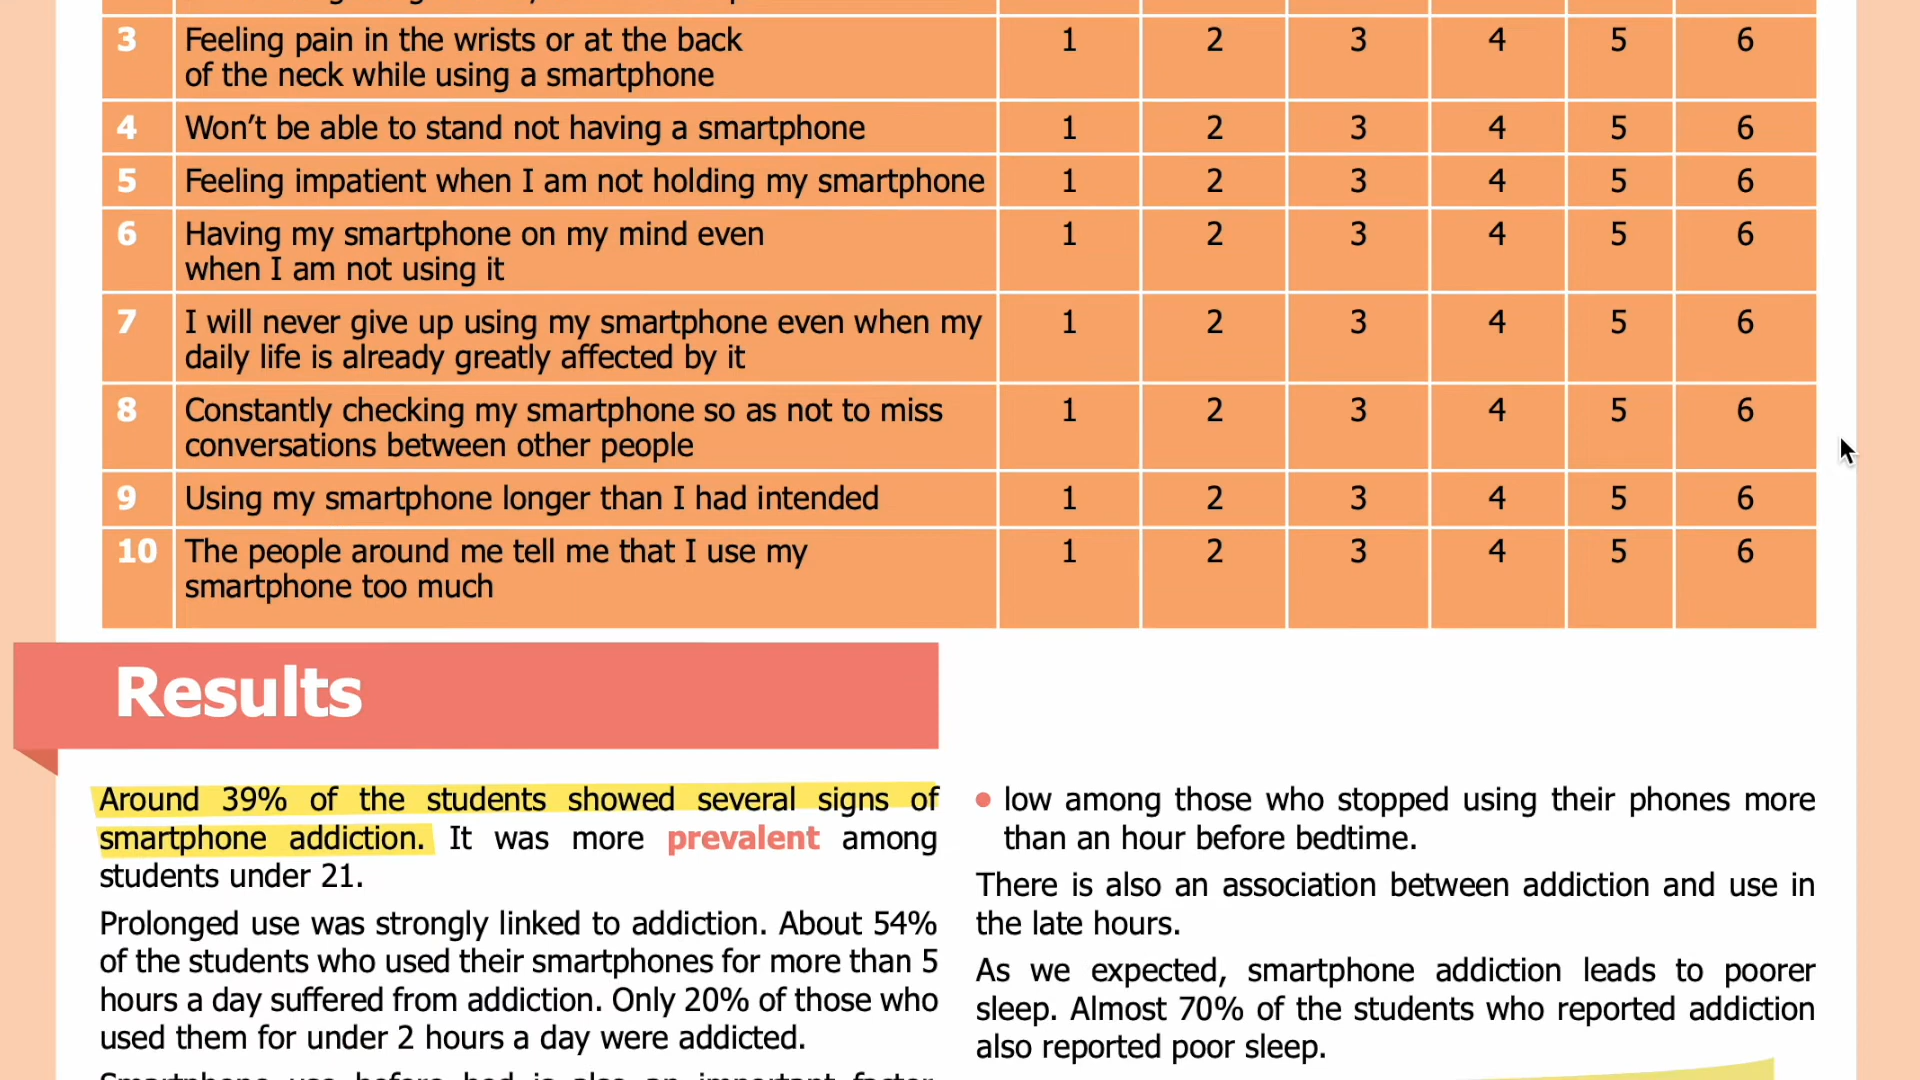 3 Feeling pain in the wrists or at the back 1 2 3 4 5 6
of the neck while using a smartphone
4 Won't be able to stand not having a smartphone 1 2 3 4 5 6
5 Feeling impatient when I am not holding my smartphone 1 2 3 4 5 6
6 Having my smartphone on my mind even 1 2 3 4 5 6
when I am not using it
7 I will never give up using my smartphone even when my 1 2 3 4 5 6
daily life is already greatly affected by it
8 Constantly checking my smartphone so as not to miss 1 2 3 4 5 6
conversations between other people
9 Using my smartphone longer than I had intended 1 2 3 4 5 6
10 The people around me tell me that I use my 1 2 3 4 5 6
smartphone too much
Results
Around 39% of the students showed several signs of
smartphone addiction. It was more prevalent among
students under 21.
Prolonged use was strongly linked to addiction. About 54%
of the students who used their smartphones for more than 5
hours a day suffered from addiction. Only 20% of those who
used them for under 2 hours a day were addicted.
Smartphone use before bed is also an important factor.
• low among those who stopped using their phones more
than an hour before bedtime.
There is also an association between addiction and use in
the late hours.
As we expected, smartphone addiction leads to poorer
sleep. Almost 70% of the students who reported addiction
also reported poor sleep.